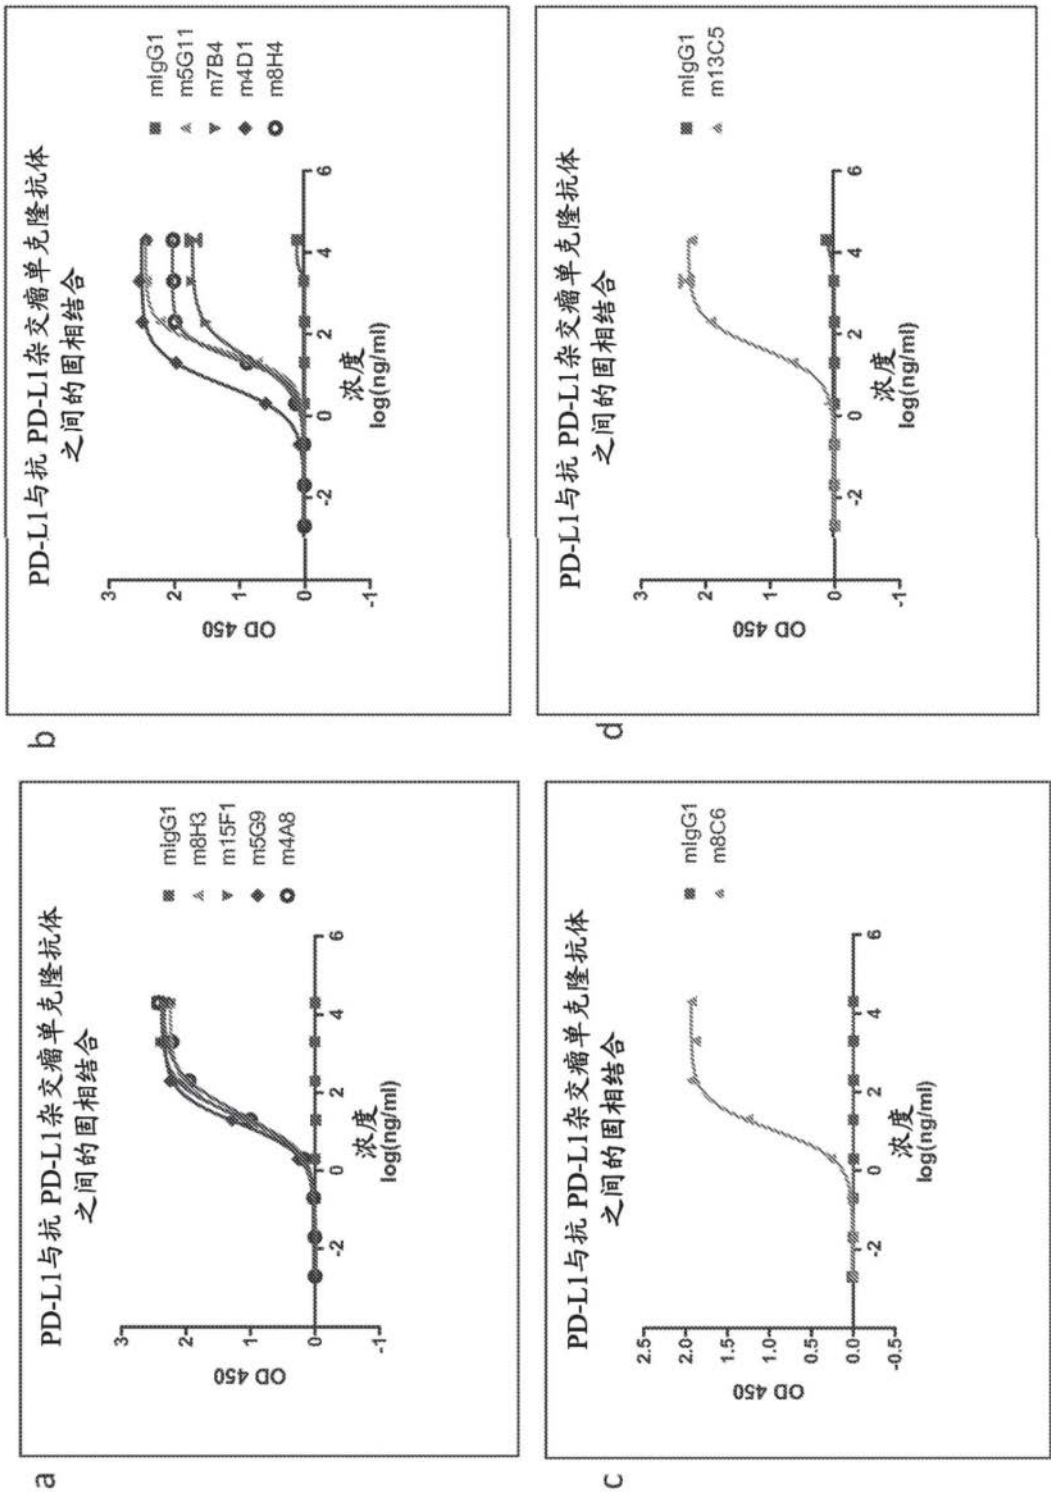 a
PD-L1与抗 PD-L1杂交瘤单克隆抗体
之间的固相结合
OD 450
3
2
1
0
-1
-2
0
2
4
6
浓度
log(ng/ml)
mIgG1
m8H3
m15F1
m5G9
m4A8
b
PD-L1与抗 PD-L1杂交瘤单克隆抗体
之间的固相结合
OD 450
3
2
1
0
-1
-2
0
2
4
6
浓度
log(ng/ml)
mIgG1
m5G11
m7B4
m4D1
m8H4
c
PD-L1与抗 PD-L1杂交瘤单克隆抗体
之间的固相结合
OD 450
2.5
2.0
1.5
1.0
0.5
0.0
-0.5
-2
0
2
4
6
浓度
log(ng/ml)
mIgG1
m8C6
d
PD-L1与抗 PD-L1杂交瘤单克隆抗体
之间的固相结合
OD 450
3
2
1
0
-1
-2
0
2
4
6
浓度
log(ng/ml)
mIgG1
m13C5